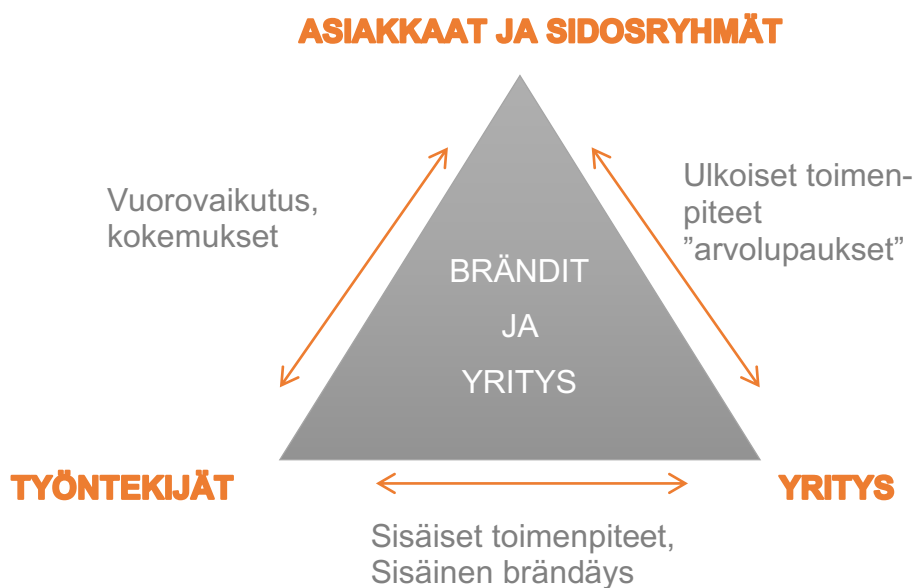 ASIAKKAAT JA SIDOSRYHMÄT
Vuorovaikutus,
kokemukset
Ulkoiset toimen-
piteet
”arvolupaukset”
BRÄNDIT
JA
YRITYS
TYÖNTEKIJÄT
YRITYS
Sisäiset toimenpiteet,
Sisäinen brändäys